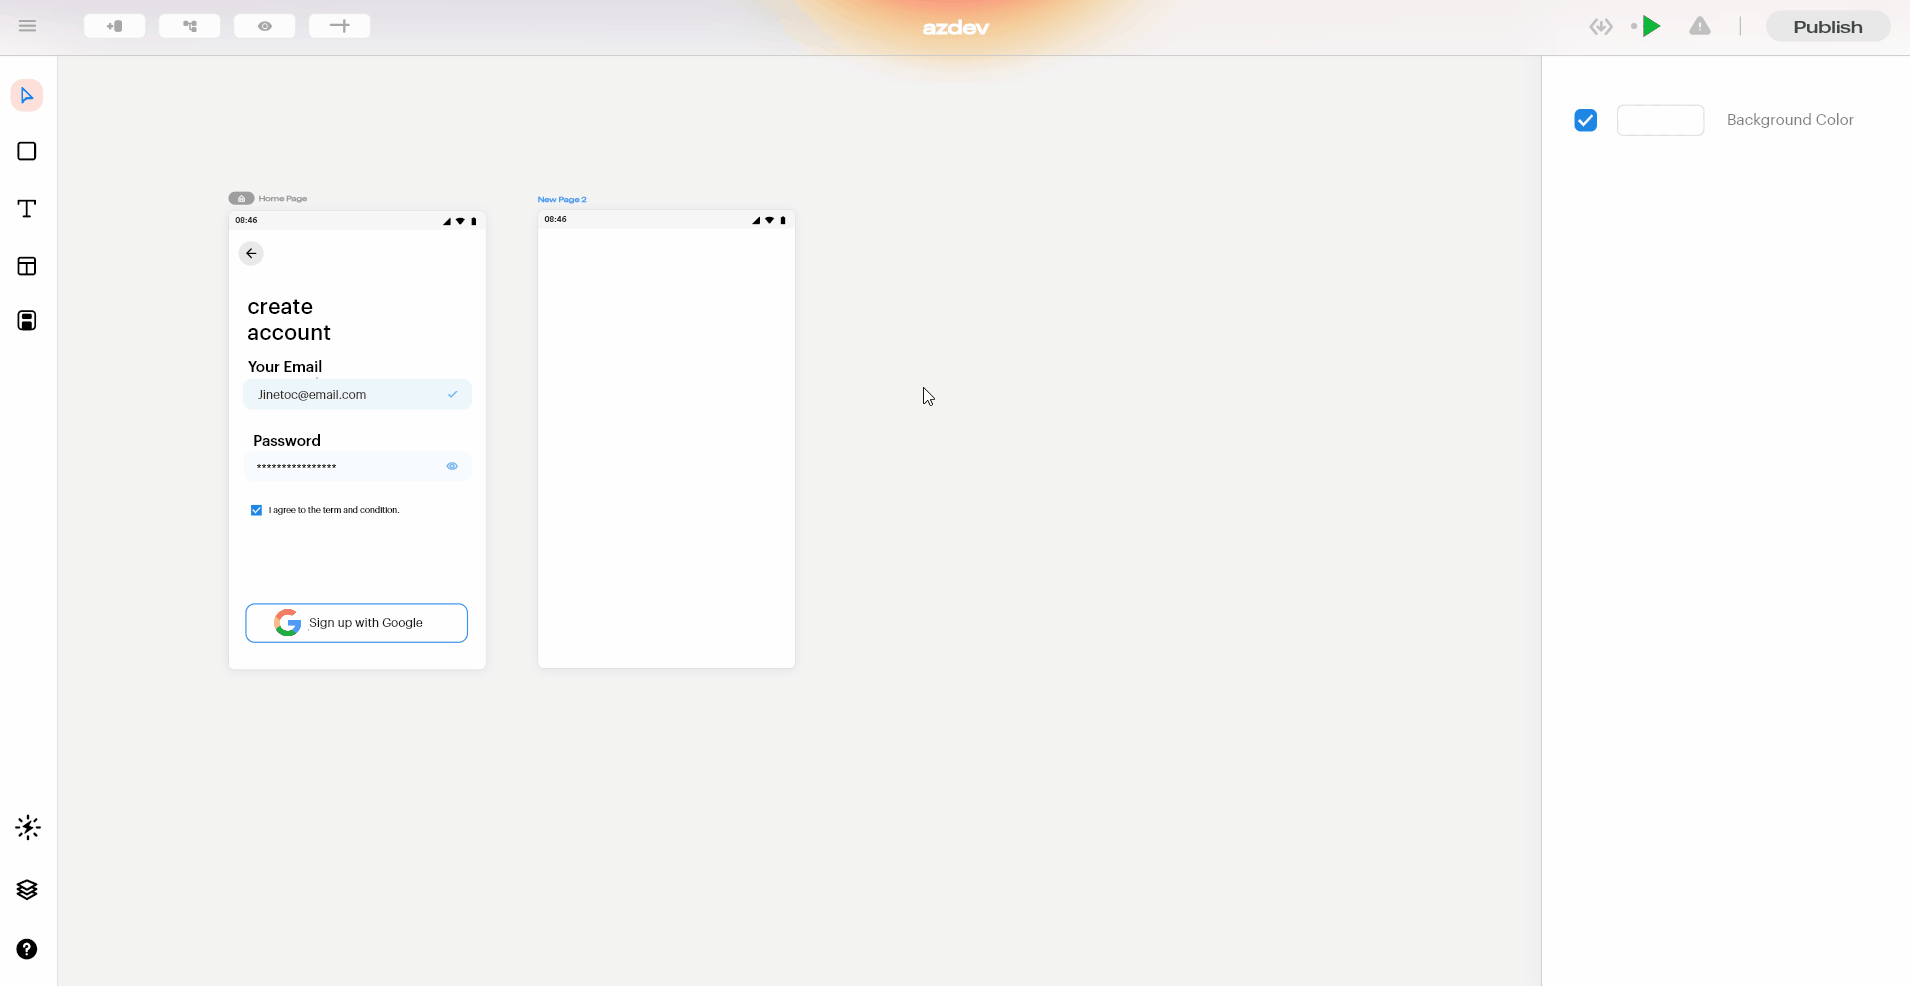 azdev
Publish
Background Color
Home Page
New Page 2
08:46
08:46
create
account
Your Email
Jinetoc@email.com
Password
****************
I agree to the term and condition.
Sign up with Google